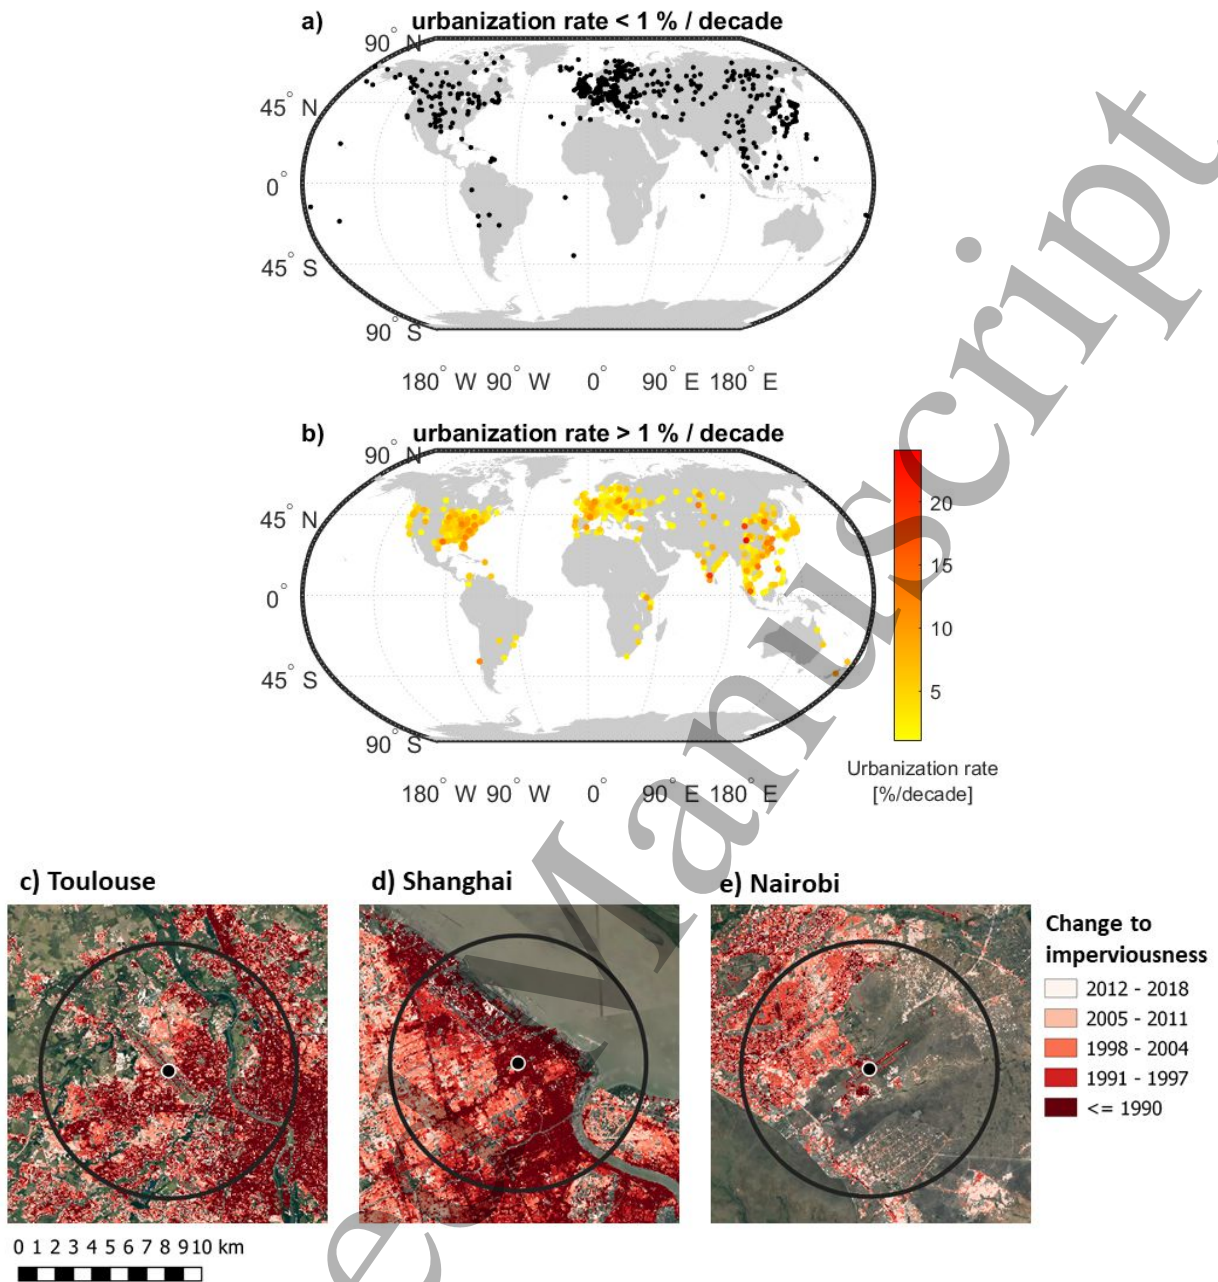 a) urbanization rate < 1 % / decade
90° N
45° N
0°
45° S
90° S
180° W 90° W 0° 90° E 180° E
b) urbanization rate > 1 % / decade
90° N
45° N
0°
45° S
90° S
180° W 90° W 0° 90° E 180° E
20
15
10
5
Urbanization rate
[%/decade]
c) Toulouse
d) Shanghai
e) Nairobi
Change to
imperviousness
2012 - 2018
2005 - 2011
1998 - 2004
1991 - 1997
<= 1990
0 1 2 3 4 5 6 7 8 9 10 km
Manuscript